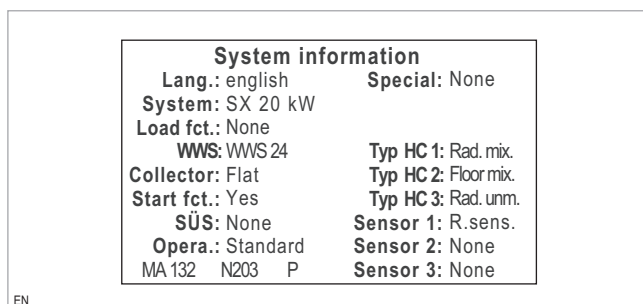 System information
Lang.: english Special: None
System: SX 20 kW
Load fct.: None
WWS: WWS 24 Typ HC 1: Rad. mix.
Collector: Flat Typ HC 2: Floor mix.
Start fct.: Yes Typ HC 3: Rad. unm.
SÜS: None Sensor 1: R.sens.
Opera.: Standard Sensor 2: None
MA 132 N203 P Sensor 3: None
EN